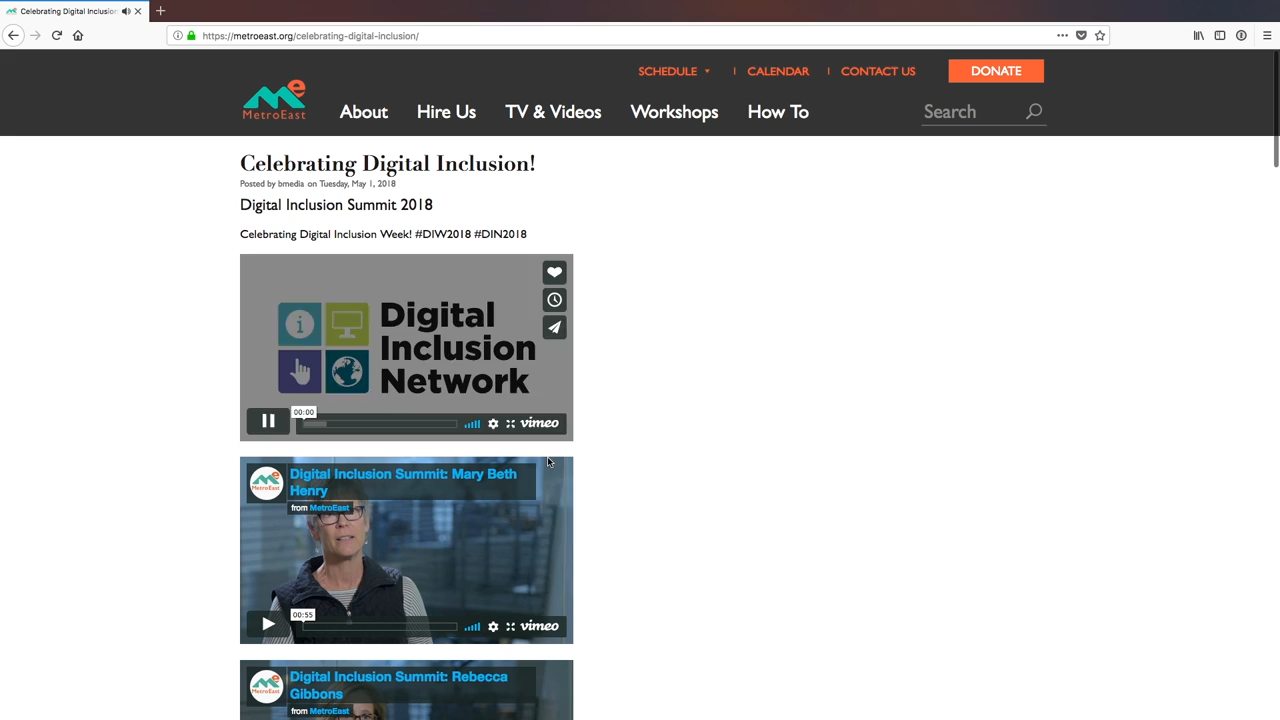 Celebrating Digital Inclusion
https://metroeast.org/celebrating-digital-inclusion/
SCHEDULE
CALENDAR
CONTACT US
DONATE
MetroEast
About
Hire Us
TV & Videos
Workshops
How To
Search
Celebrating Digital Inclusion!
Posted by bmedia on Tuesday, May 1, 2018
Digital Inclusion Summit 2018
Celebrating Digital Inclusion Week! #DIW2018 #DIN2018
Digital
Inclusion
Network
00:00
vimeo
MetroEast
Digital Inclusion Summit: Mary Beth
Henry
from MetroEast
00:55
vimeo
MetroEast
Digital Inclusion Summit: Rebecca
Gibbons
from MetroEast